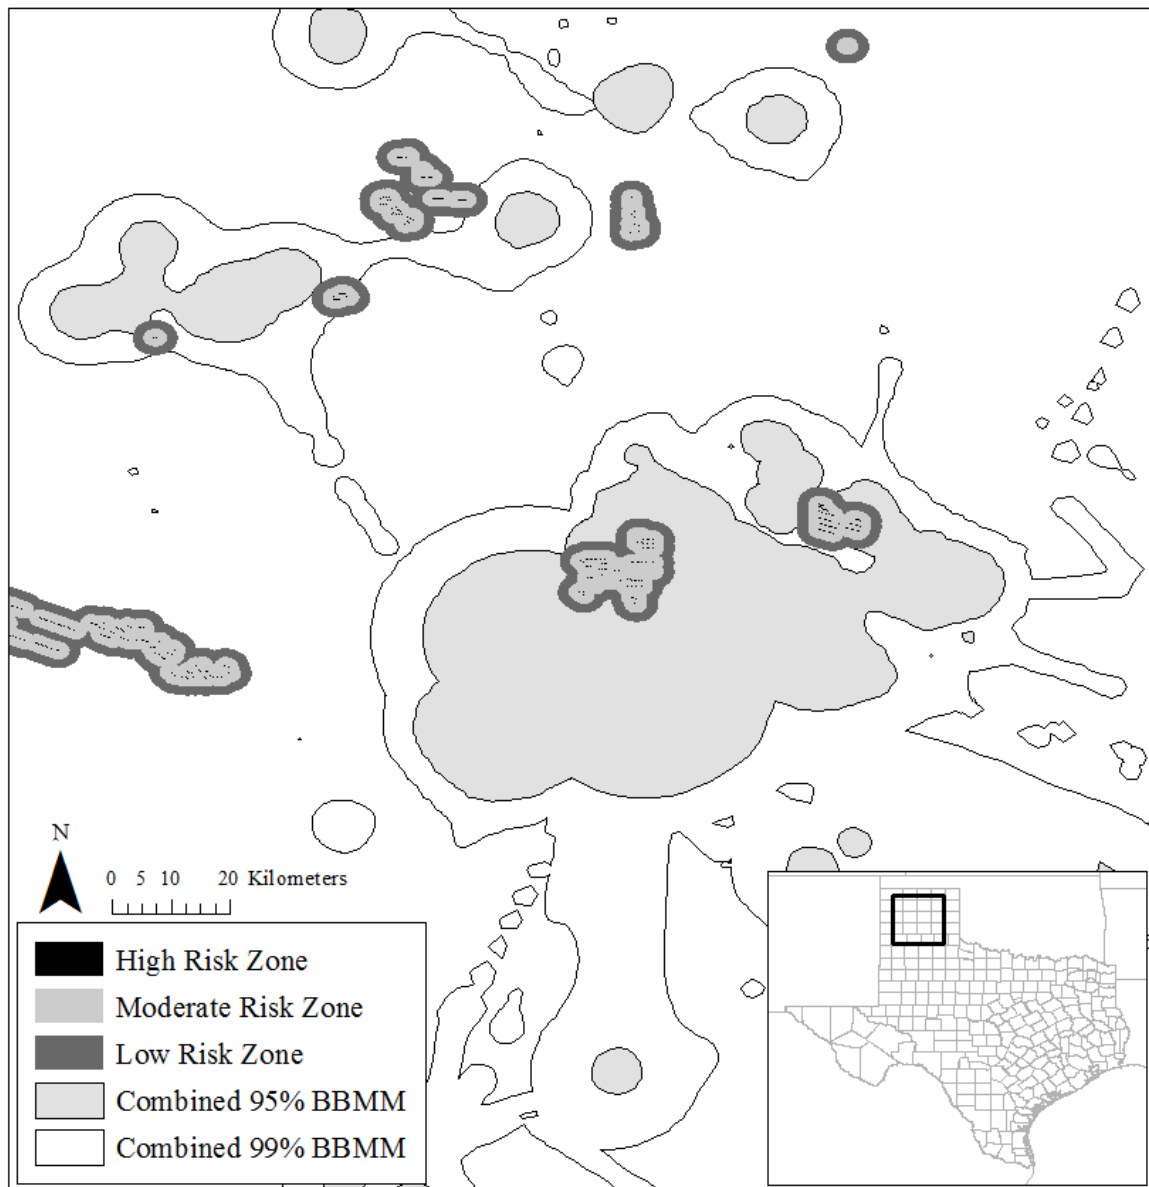 N
0 5 10 20 Kilometers
High Risk Zone
Moderate Risk Zone
Low Risk Zone
Combined 95% BBMM
Combined 99% BBMM